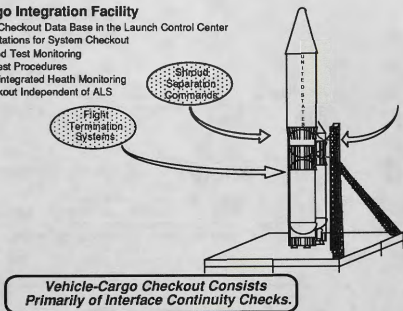 go Integration Facility
Checkout Data Base in the Launch Control Center
tations for System Checkout
d Test Monitoring
est Procedures
ntegrated Heath Monitoring
kout Independent of ALS
Shroud
Separation
Commands
Flight
Termination
Systems
UNITED STATES
Vehicle-Cargo Checkout Consists
Primarily of Interface Continuity Checks.